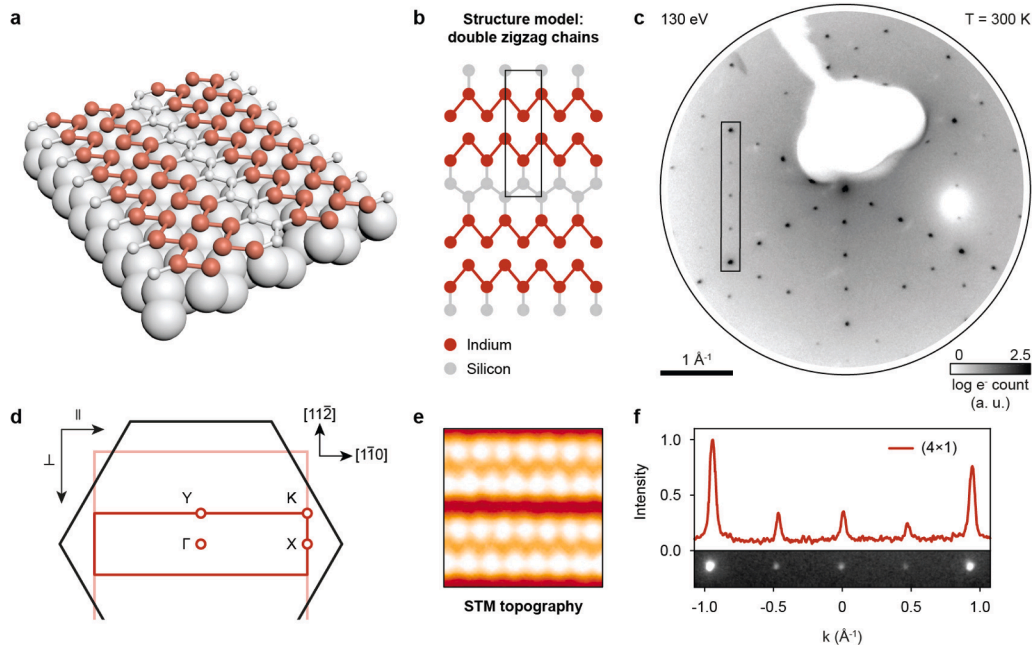 a
b
Structure model:
double zigzag chains
Indium
Silicon
c
130 eV
T = 300 K
1 Å⁻¹
0 2.5
log e⁻ count
(a. u.)
d
||
⊥
[112̄]
[11̄0]
Y
K
Γ
X
e
STM topography
f
(4×1)
Intensity
1.0
0.5
0.0
-1.0 -0.5 0 0.5 1.0
k (Å⁻¹)